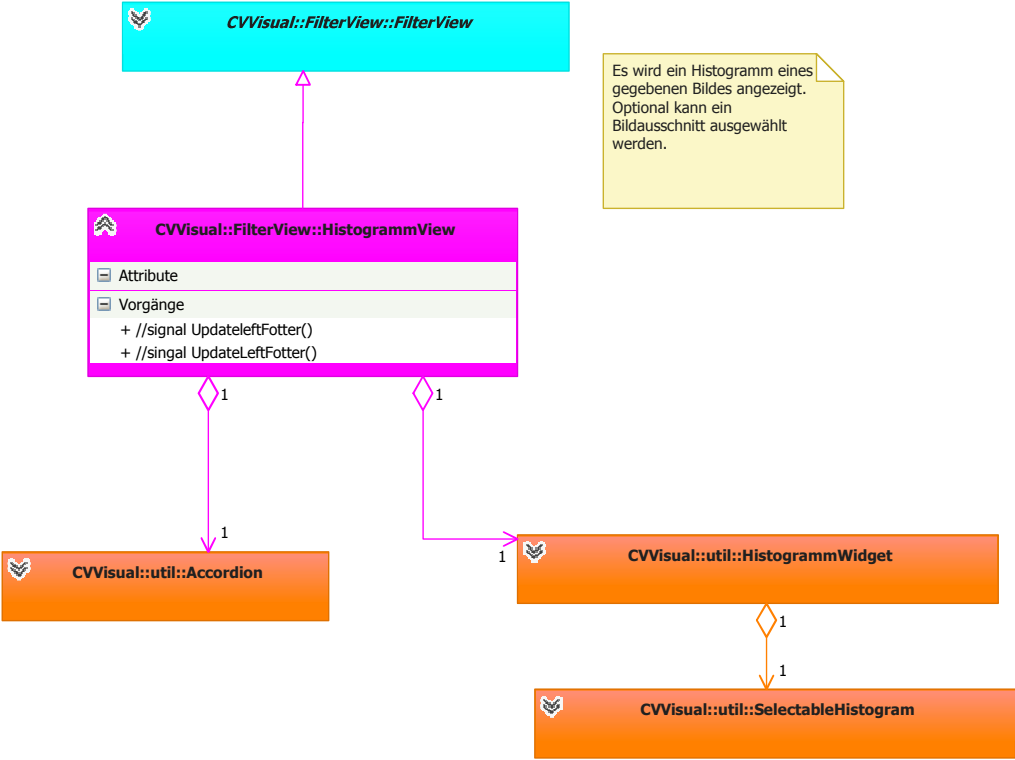 CVVisual::FilterView::FilterView
Es wird ein Histogramm eines
gegebenen Bildes angezeigt.
Optional kann ein
Bildausschnitt ausgewählt
werden.
CVVisual::FilterView::HistogrammView
Attribute
Vorgänge
+ //signal UpdateleftFotter()
+ //singal UpdateLeftFotter()
1
1
1
1
CVVisual::util::Accordion
CVVisual::util::HistogrammWidget
1
1
CVVisual::util::SelectableHistogram